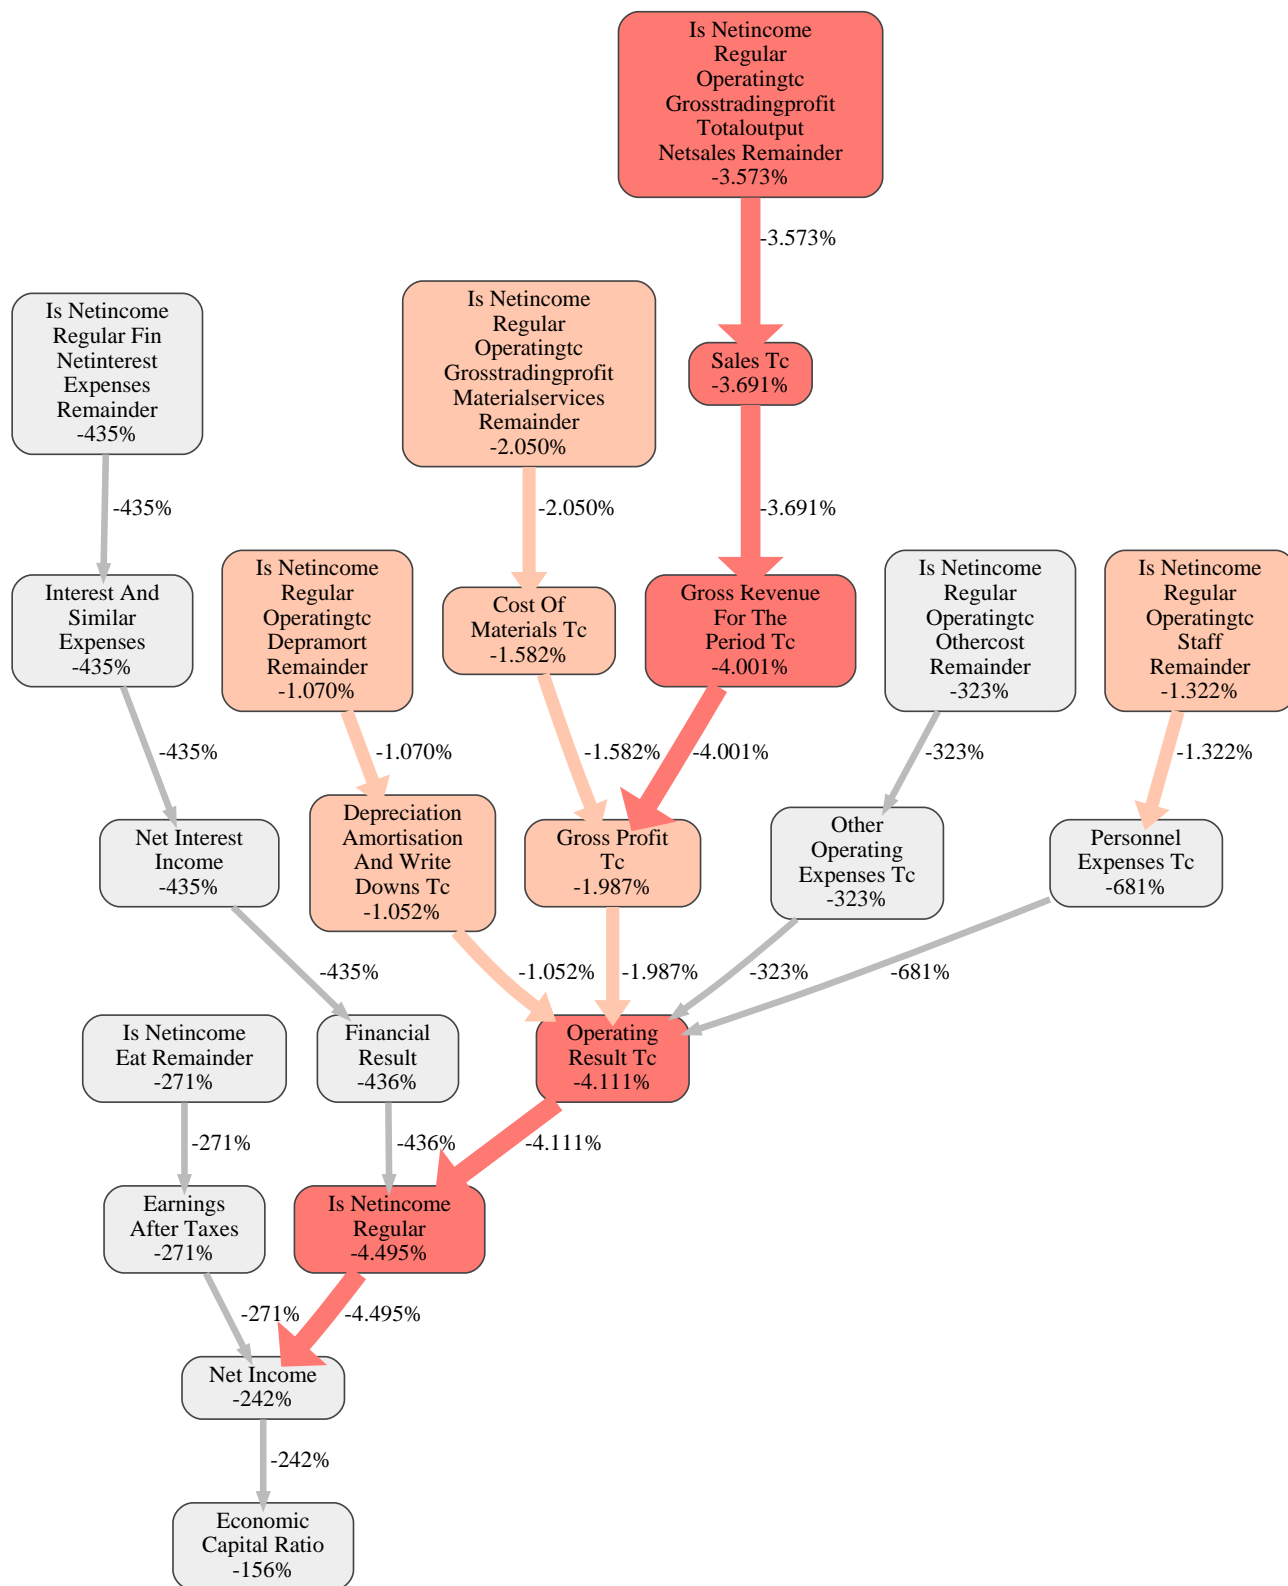 Is Netincome
Regular
Operatingtc
Grosstradingprofit
Totaloutput
Netsales Remainder
-3.573%
-3.573%
Is Netincome
Regular Fin
Netinterest
Expenses
Remainder
-435%
Is Netincome
Regular
Operatingtc
Grosstradingprofit
Materialservices
Remainder
-2.050%
Sales Tc
-3.691%
-435%
-2.050%
-3.691%
Interest And
Similar
Expenses
-435%
Is Netincome
Regular
Operatingtc
Depramort
Remainder
-1.070%
Cost Of
Materials Tc
-1.582%
Gross Revenue
For The
Period Tc
-4.001%
Is Netincome
Regular
Operatingtc
Othercost
Remainder
-323%
Is Netincome
Regular
Operatingtc
Staff
Remainder
-1.322%
-435%
-1.070%
-1.582%
-4.001%
-323%
-1.322%
Net Interest
Income
-435%
Depreciation
Amortisation
And Write
Downs Tc
-1.052%
Gross Profit
Tc
-1.987%
Other
Operating
Expenses Tc
-323%
Personnel
Expenses Tc
-681%
-435%
-1.052%
-1.987%
-323%
-681%
Is Netincome
Eat Remainder
-271%
Financial
Result
-436%
Operating
Result Tc
-4.111%
-271%
-436%
-4.111%
Earnings
After Taxes
-271%
Is Netincome
Regular
-4.495%
-271%
-4.495%
Net Income
-242%
-242%
Economic
Capital Ratio
-156%